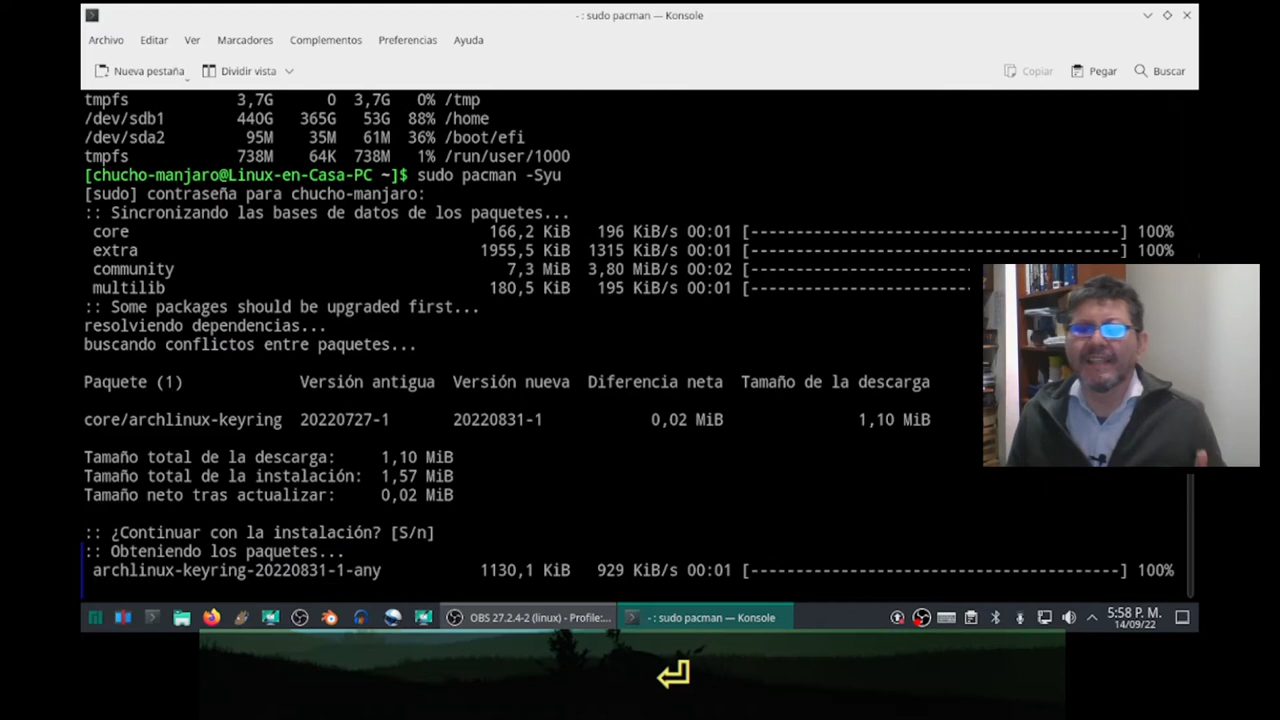 - : sudo pacman — Konsole
Archivo Editar Ver Marcadores Complementos Preferencias Ayuda
Nueva pestaña Dividir vista Copiar Pegar Buscar
tmpfs 3,7G 0 3,7G 0% /tmp
/dev/sdb1 440G 365G 53G 88% /home
/dev/sda2 95M 35M 61M 36% /boot/efi
tmpfs 738M 64K 738M 1% /run/user/1000
[chucho-manjaro@Linux-en-Casa-PC ~]$ sudo pacman -Syu
[sudo] contraseña para chucho-manjaro:
:: Sincronizando las bases de datos de los paquetes...
core 166,2 KiB 196 KiB/s 00:01 [-----------------------------------------] 100%
extra 1955,5 KiB 1315 KiB/s 00:01 [-----------------------------------------] 100%
community 7,3 MiB 3,80 MiB/s 00:02 [------------------------
multilib 180,5 KiB 195 KiB/s 00:01 [------------------------
:: Some packages should be upgraded first...
resolviendo dependencias...
buscando conflictos entre paquetes...
Paquete (1) Versión antigua Versión nueva Diferencia neta Tamaño de la descarga
core/archlinux-keyring 20220727-1 20220831-1 0,02 MiB 1,10 MiB
Tamaño total de la descarga: 1,10 MiB
Tamaño total de la instalación: 1,57 MiB
Tamaño neto tras actualizar: 0,02 MiB
:: ¿Continuar con la instalación? [S/n]
:: Obteniendo los paquetes...
archlinux-keyring-20220831-1-any 1130,1 KiB 929 KiB/s 00:01 [-----------------------------------------] 100%
OBS 27.2.4-2 (linux) - Profile:... - : sudo pacman — Konsole 5:58 P. M.
14/09/22